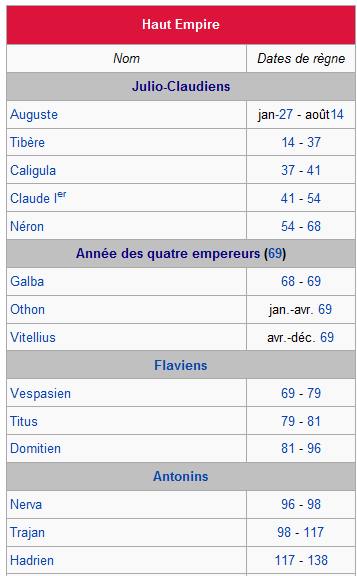 Haut Empire
Nom Dates de règne
Julio-Claudiens
Auguste jan-27 - août14
Tibère 14 - 37
Caligula 37 - 41
Claude Ier 41 - 54
Néron 54 - 68
Année des quatre empereurs (69)
Galba 68 - 69
Othon jan.-avr. 69
Vitellius avr.-déc. 69
Flaviens
Vespasien 69 - 79
Titus 79 - 81
Domitien 81 - 96
Antonins
Nerva 96 - 98
Trajan 98 - 117
Hadrien 117 - 138